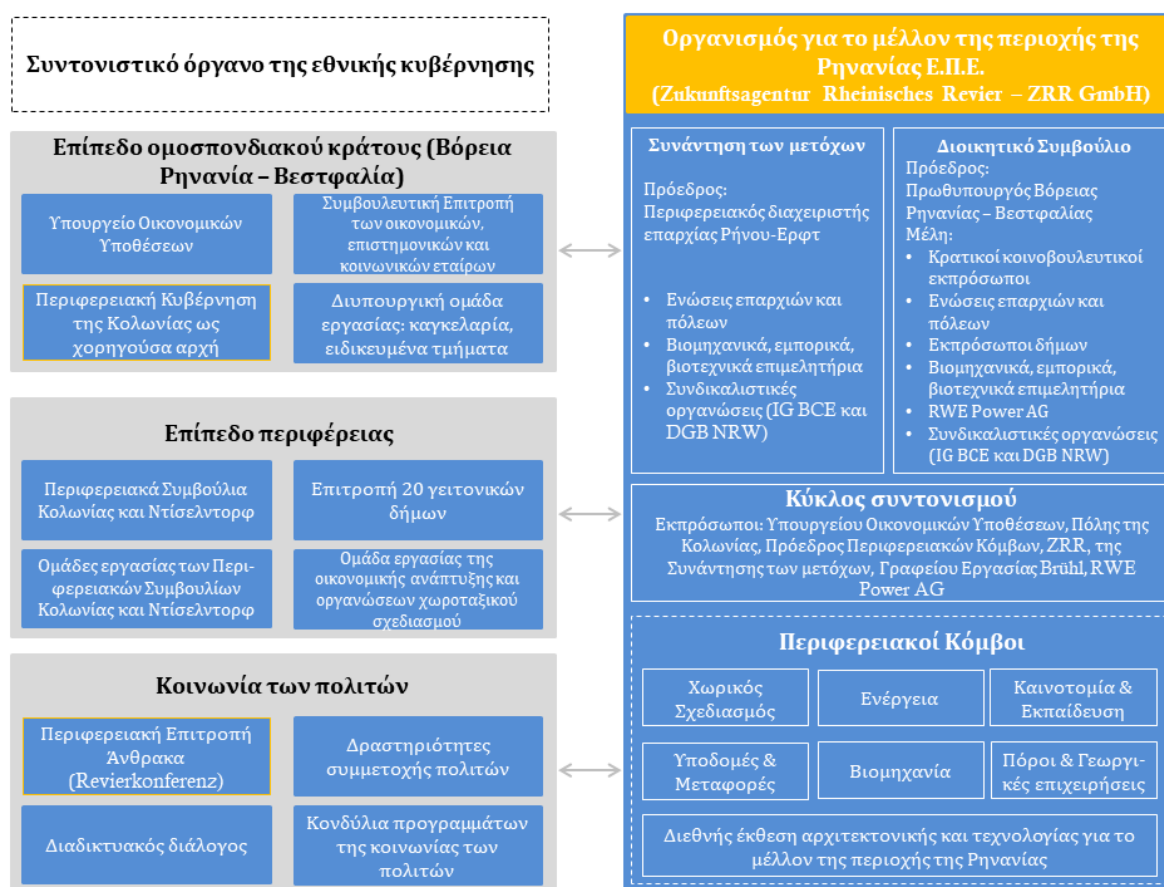 Συντονιστικό όργανο της εθνικής κυβέρνησης
Επίπεδο ομοσπονδιακού κράτους (Βόρεια
Ρηνανία – Βεστφαλία)
Υπουργείο Οικονομικών
Υποθέσεων
Συμβουλευτική Επιτροπή
των οικονομικών,
επιστημονικών και
κοινωνικών εταίρων
Περιφερειακή Κυβέρνηση
της Κολωνίας ως
χορηγούσα αρχή
Διυπουργική ομάδα
εργασίας: καγκελαρία,
ειδικευμένα τμήματα
Επίπεδο περιφέρειας
Περιφερειακά Συμβούλια
Κολωνίας και Ντίσελντορφ
Επιτροπή 20 γειτονικών
δήμων
Ομάδες εργασίας των Περι-
φερειακών Συμβουλίων
Κολωνίας και Ντίσελντορφ
Ομάδα εργασίας της
οικονομικής ανάπτυξης και
οργανώσεων χωροταξικού
σχεδιασμού
Κοινωνία των πολιτών
Περιφερειακή Επιτροπή
Άνθρακα
(Revierkonferenz)
Δραστηριότητες
συμμετοχής πολιτών
Διαδικτυακός διάλογος
Κονδύλια προγραμμάτων
της κοινωνίας των
πολιτών
Οργανισμός για το μέλλον της περιοχής της
Ρηνανίας Ε.Π.Ε.
(Zukunftsagentur Rheinisches Revier – ZRR GmbH)
Συνάντηση των μετόχων
Πρόεδρος:
Περιφερειακός διαχειριστής
επαρχίας Ρήνου-Ερφτ
• Ενώσεις επαρχιών και
πόλεων
• Βιομηχανικά, εμπορικά,
βιοτεχνικά επιμελητήρια
• Συνδικαλιστικές
οργανώσεις (IG BCE και
DGB NRW)
Διοικητικό Συμβούλιο
Πρόεδρος:
Πρωθυπουργός Βόρειας
Ρηνανίας – Βεστφαλίας
Μέλη:
• Κρατικοί κοινοβουλευτικοί
εκπρόσωποι
• Ενώσεις επαρχιών και
πόλεων
• Εκπρόσωποι δήμων
• Βιομηχανικά, εμπορικά,
βιοτεχνικά επιμελητήρια
• RWE Power AG
• Συνδικαλιστικές οργανώσεις
(IG BCE και DGB NRW)
Κύκλος συντονισμού
Εκπρόσωποι: Υπουργείου Οικονομικών Υποθέσεων, Πόλης της
Κολωνίας, Πρόεδρος Περιφερειακών Κόμβων, ZRR, της
Συνάντησης των μετόχων, Γραφείου Εργασίας Brühl, RWE
Power AG
Περιφερειακοί Κόμβοι
Χωρικός
Σχεδιασμός
Ενέργεια
Καινοτομία &
Εκπαίδευση
Υποδομές &
Μεταφορές
Βιομηχανία
Πόροι & Γεωργι-
κές επιχειρήσεις
Διεθνής έκθεση αρχιτεκτονικής και τεχνολογίας για το
μέλλον της περιοχής της Ρηνανίας